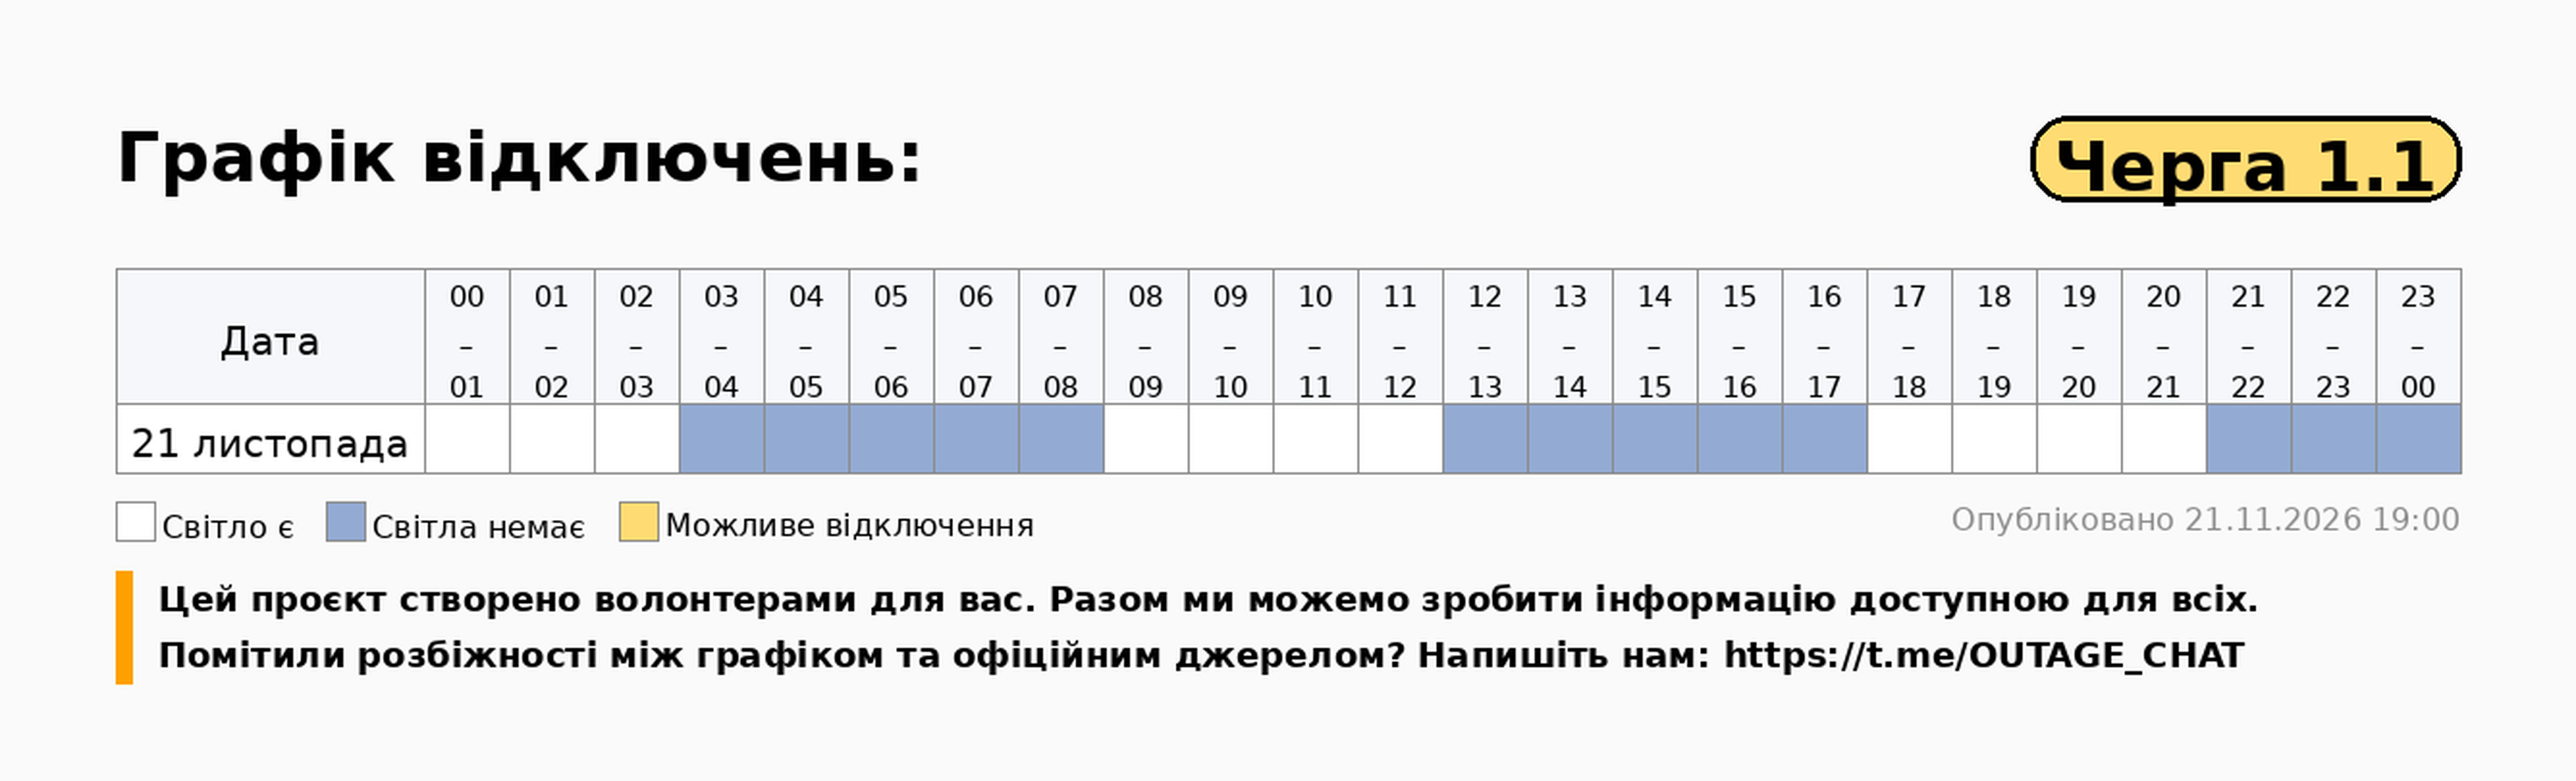 Графік відключень:
Черга 1.1
Дата 00 – 01 01 – 02 02 – 03 03 – 04 04 – 05 05 – 06 06 – 07 07 – 08 08 – 09 09 – 10 10 – 11 11 – 12 12 – 13 13 – 14 14 – 15 15 – 16 16 – 17 17 – 18 18 – 19 19 – 20 20 – 21 21 – 22 22 – 23 23 – 00
21 листопада
Світло є Світла немає Можливе відключення
Опубліковано 21.11.2026 19:00
Цей проєкт створено волонтерами для вас. Разом ми можемо зробити інформацію доступною для всіх.
Помітили розбіжності між графіком та офіційним джерелом? Напишіть нам: https://t.me/OUTAGE_CHAT